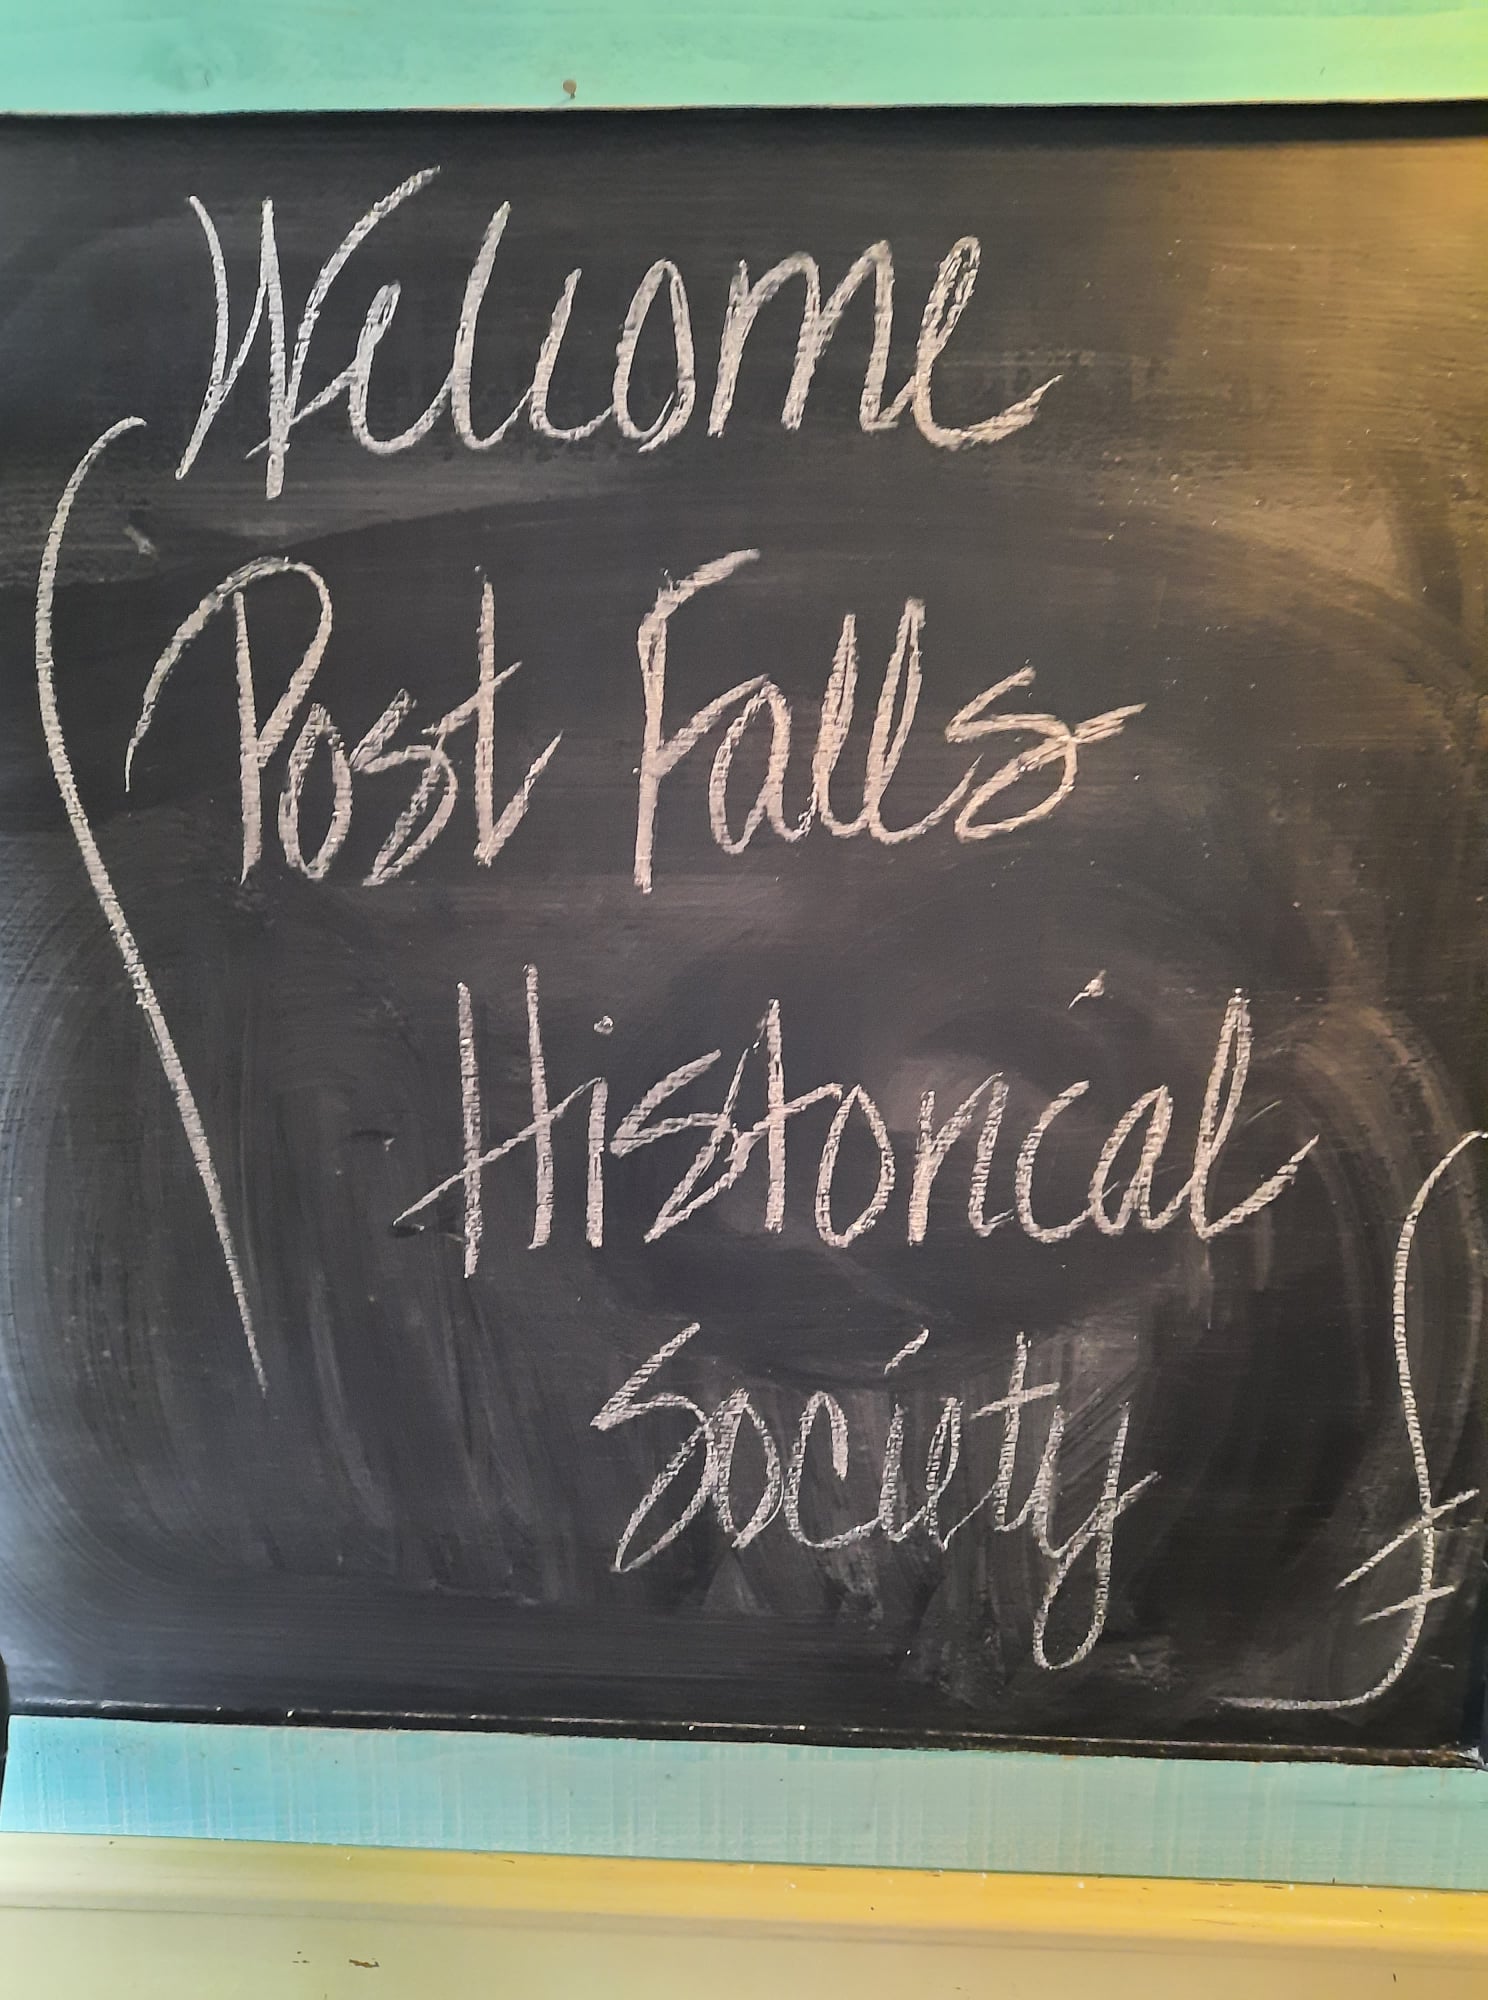 Welcome
Post Falls
Historical
Society